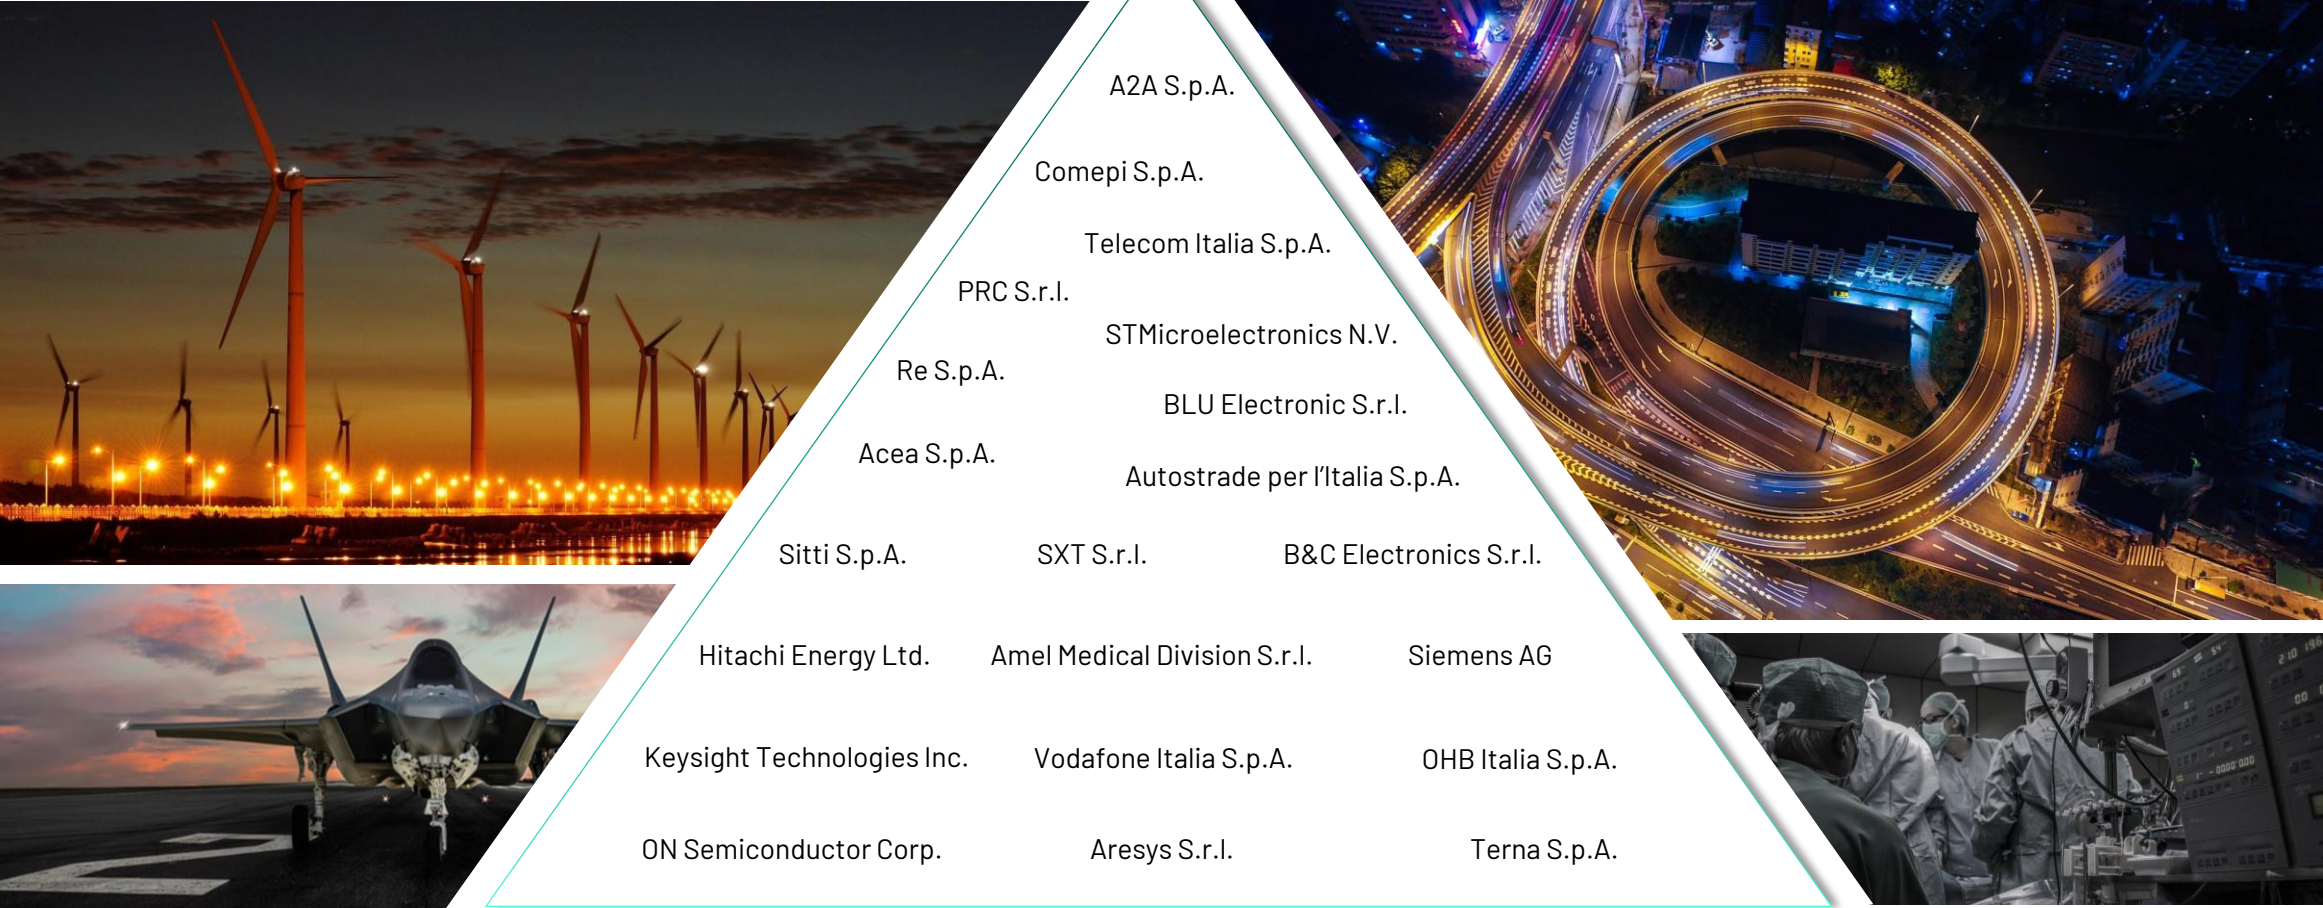 A2A S.p.A.
Comepi S.p.A.
Telecom Italia S.p.A.
PRC S.r.l.
STMicroelectronics N.V.
Re S.p.A.
BLU Electronic S.r.l.
Acea S.p.A.
Autostrade per l’Italia S.p.A.
Sitti S.p.A. SXT S.r.l. B&C Electronics S.r.l.
Hitachi Energy Ltd. Amel Medical Division S.r.l. Siemens AG
Keysight Technologies Inc. Vodafone Italia S.p.A. OHB Italia S.p.A.
ON Semiconductor Corp. Aresys S.r.l. Terna S.p.A.
2